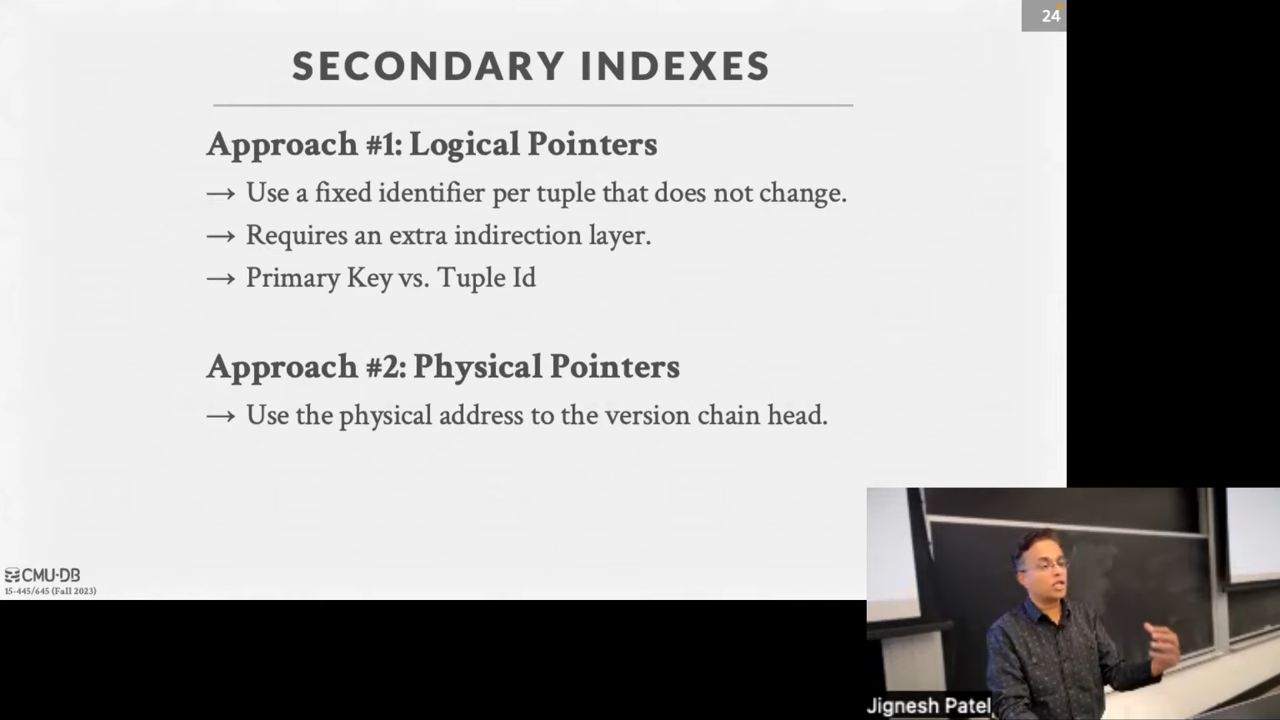 24
SECONDARY INDEXES
Approach #1: Logical Pointers
→ Use a fixed identifier per tuple that does not change.
→ Requires an extra indirection layer.
→ Primary Key vs. Tuple Id
Approach #2: Physical Pointers
→ Use the physical address to the version chain head.
CMU·DB
15-445/645 (Fall 2023)
Jignesh Patel